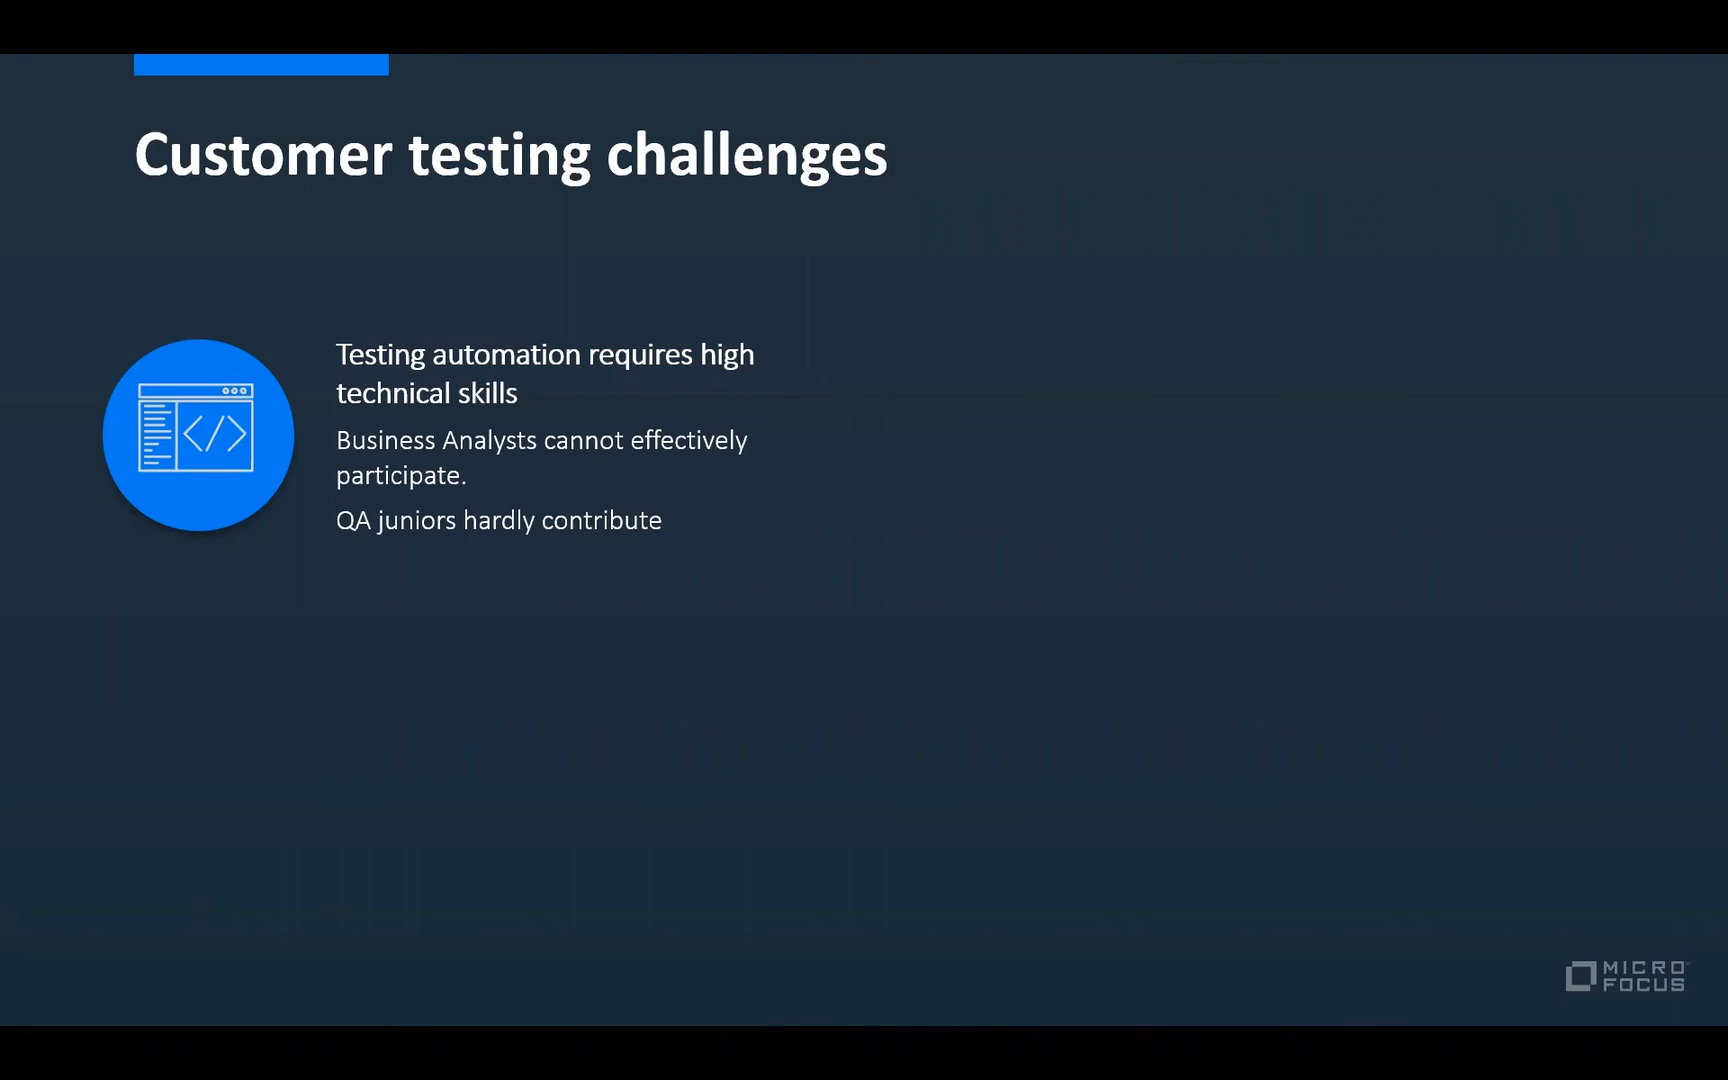 Customer testing challenges
Testing automation requires high
technical skills
Business Analysts cannot effectively
participate.
QA juniors hardly contribute
MICRO
FOCUS